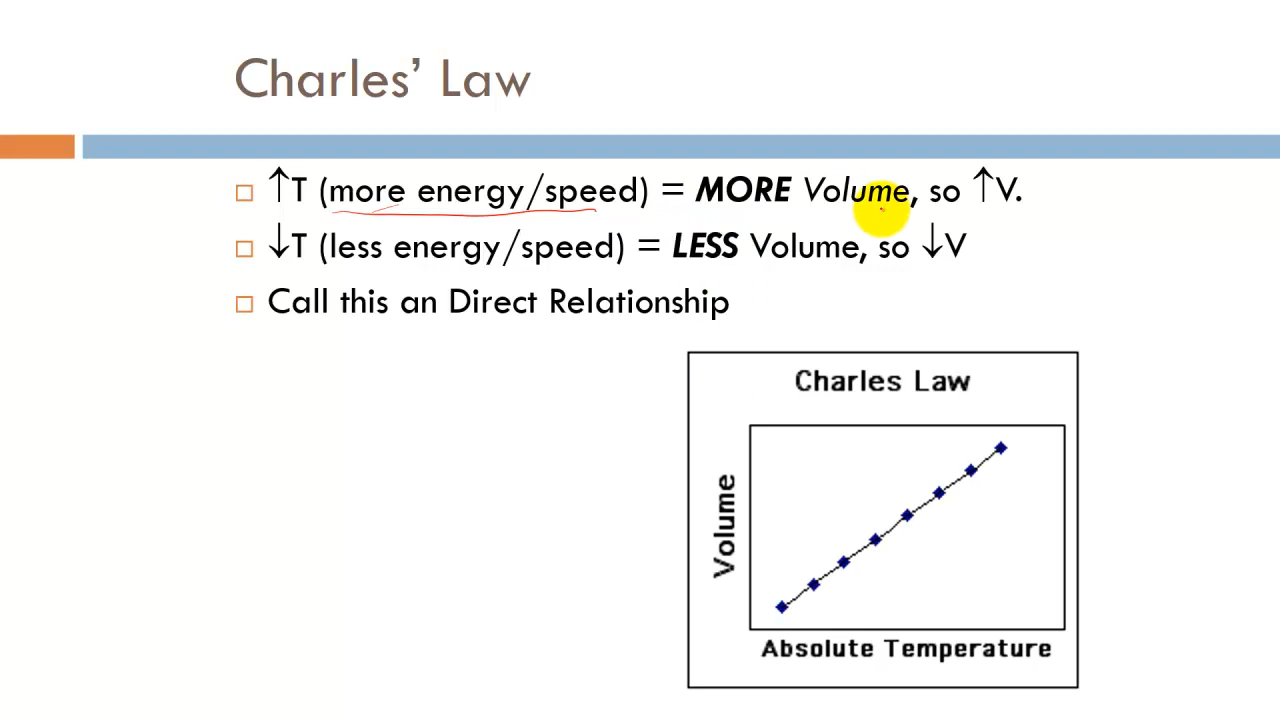 Charles’ Law
↑T (more energy/speed) = MORE Volume, so ↑V.
↓T (less energy/speed) = LESS Volume, so ↓V
Call this an Direct Relationship
Charles Law
Volume
Absolute Temperature